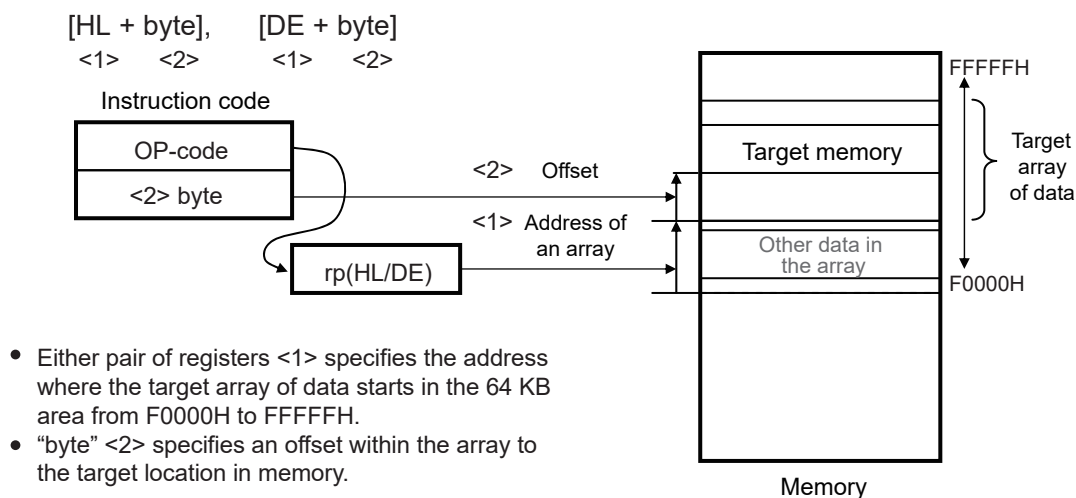 [HL + byte], [DE + byte]
<1> <2> <1> <2>
Instruction code
OP-code
<2> byte
<2> Offset
<1> Address of
an array
rp(HL/DE)
FFFFFH
Target memory
Target
array
of data
Other data in
the array
F0000H
Memory
• Either pair of registers <1> specifies the address
where the target array of data starts in the 64 KB
area from F0000H to FFFFFH.
• “byte” <2> specifies an offset within the array to
the target location in memory.